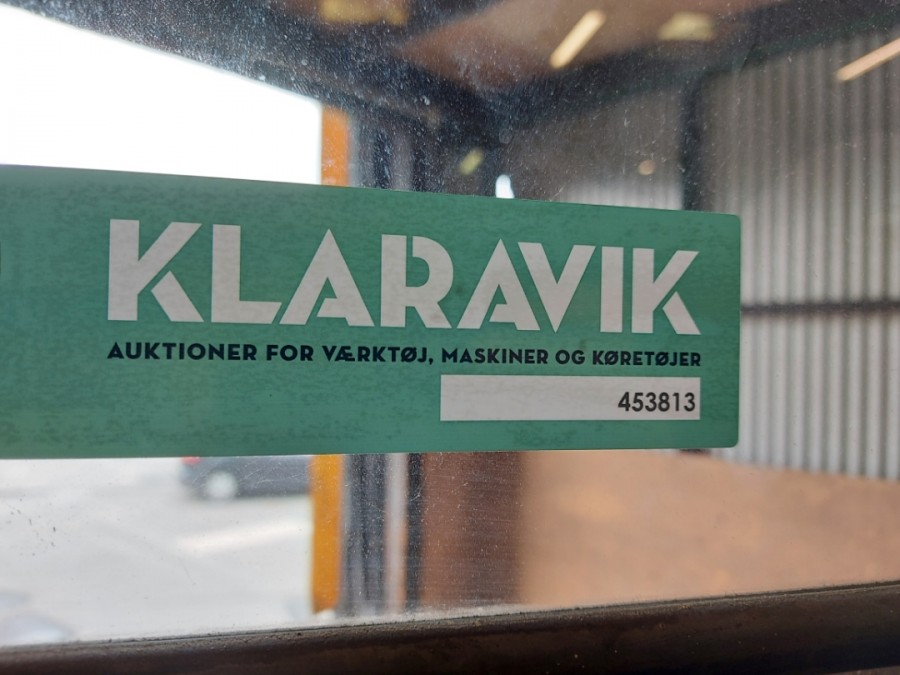 KLARAVIK
AUKTIONER FOR VÆRKTØJ, MASKINER OG KØRETØJER
453813